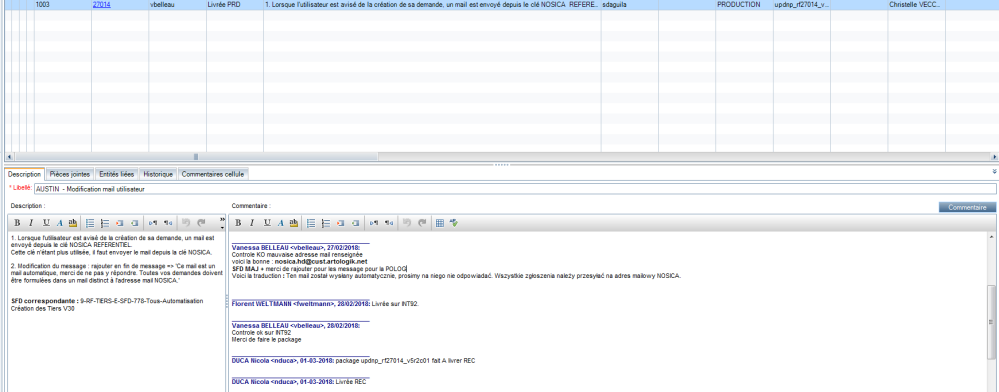 1003 27014 vbelleau Livrée PRD 1. Lorsque l'utilisateur est avisé de la création de sa demande, un mail est envoyé depuis le clé NOSICA REFERE... sdaguila PRODUCTION updnp_rf27014_v... Christelle VECC...
Description Pièces jointes Entités liées Historique Commentaires cellule
* Libellé: AUSTIN - Modification mail utilisateur
Description :
1. Lorsque l'utilisateur est avisé de la création de sa demande, un mail est
envoyé depuis le clé NOSICA REFERENTIEL.
Cette clé n'étant plus utilisée, il faut envoyer le mail depuis la clé NOSICA.
2. Modification du message : rajouter en fin de message => 'Ce mail est un
mail automatique, merci de ne pas y répondre. Toutes vos demandes doivent
être formulées dans un mail distinct à l'adresse mail NOSICA.'
SFD correspondante : 9-RF-TIERS-E-SFD-778-Tous-Automatisation
Création des Tiers V30
Commentaire :
Commentaire
Vanessa BELLEAU <vbelleau>, 27/02/2018:
Controle KO mauvaise adresse mail renseignée
voici la bonne : nosica.hd@cust.artologik.net
SFD MAJ + merci de rajouter pour les message pour la POLOG
Voici la traduction : Ten mail został wysłany automatycznie, prosimy na niego nie odpowiadać. Wszystkie zgłoszenia należy przesyłać na adres mailowy NOSICA.
Florent WELTMANN <fweltmann>, 28/02/2018: Livrée sur INT92.
Vanessa BELLEAU <vbelleau>, 28/02/2018:
Controle ok sur INT92
Merci de faire le package
DUCA Nicola <nduca>, 01-03-2018: package updnp_rf27014_v5r2c01 fait A livrer REC
DUCA Nicola <nduca>, 01-03-2018: Livrée REC